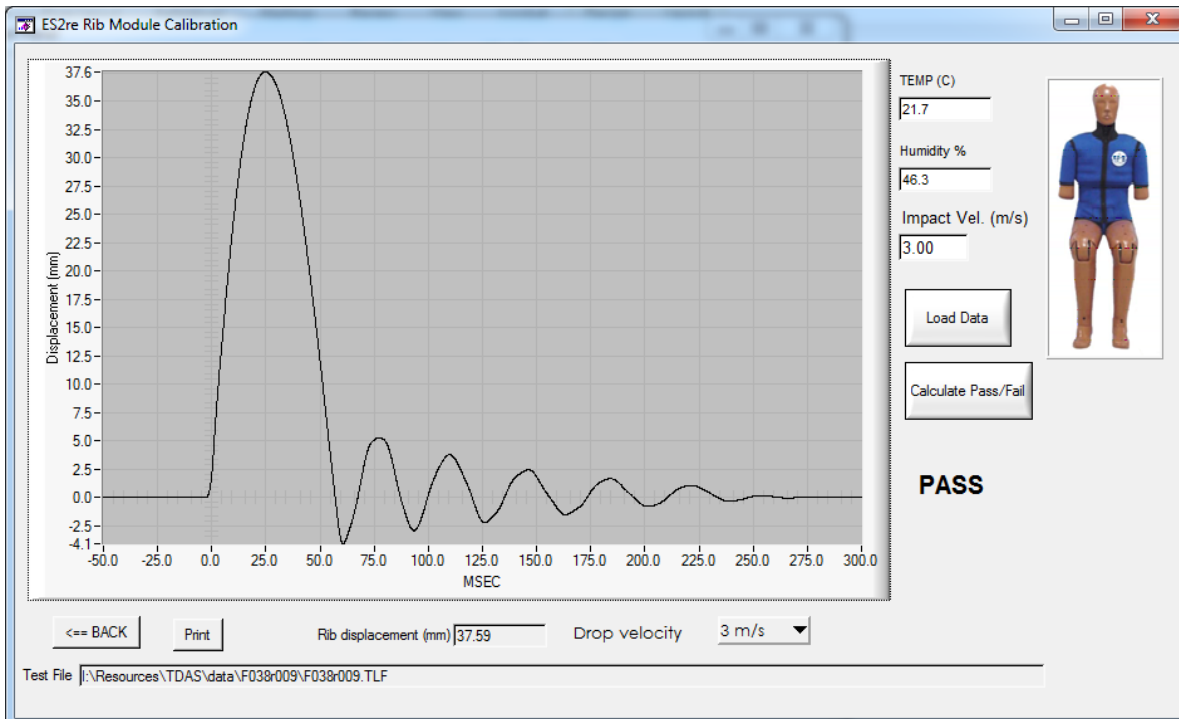 ES2re Rib Module Calibration
37.6
35.0
32.5
30.0
27.5
25.0
22.5
20.0
17.5
15.0
12.5
10.0
7.5
5.0
2.5
0.0
-2.5
-4.1
Displacement (mm)
-50.0 -25.0 0.0 25.0 50.0 75.0 100.0 125.0 150.0 175.0 200.0 225.0 250.0 275.0 300.0
MSEC
TEMP (C)
21.7
Humidity %
46.3
Impact Vel. (m/s)
3.00
Load Data
Calculate Pass/Fail
PASS
<== BACK
Print
Rib displacement (mm) 37.59
Drop velocity 3 m/s
Test File I:\Resources\TDAS\data\F038r009\F038r009.TLF